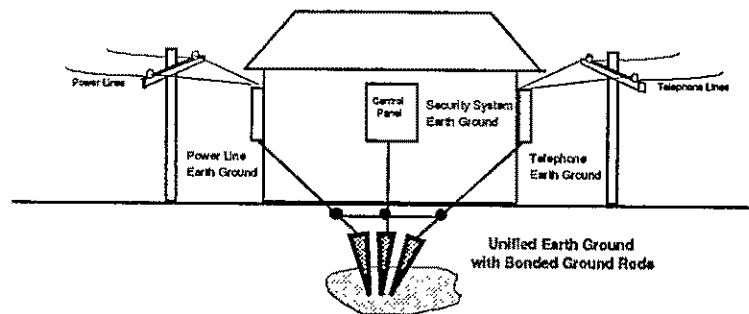 Power Lines
Control
Panel
Security System
Earth Ground
Telephone Lines
Power Line
Earth Ground
Telephone
Earth Ground
Unified Earth Ground
with Bonded Ground Rods